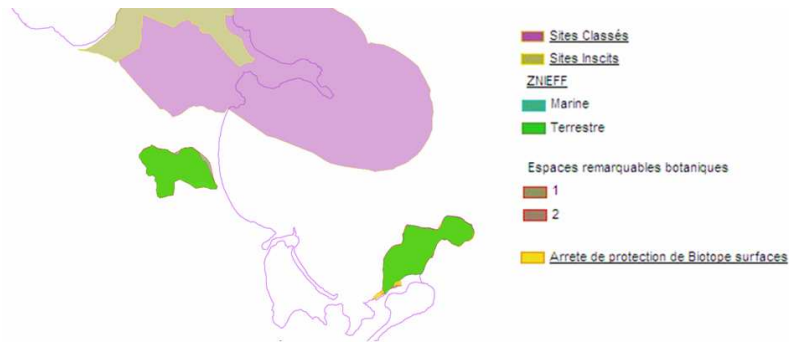 Sites Classés
Sites Inscits
ZNIEFF
Marine
Terrestre
Espaces remarquables botaniques
1
2
Arrete de protection de Biotope surfaces